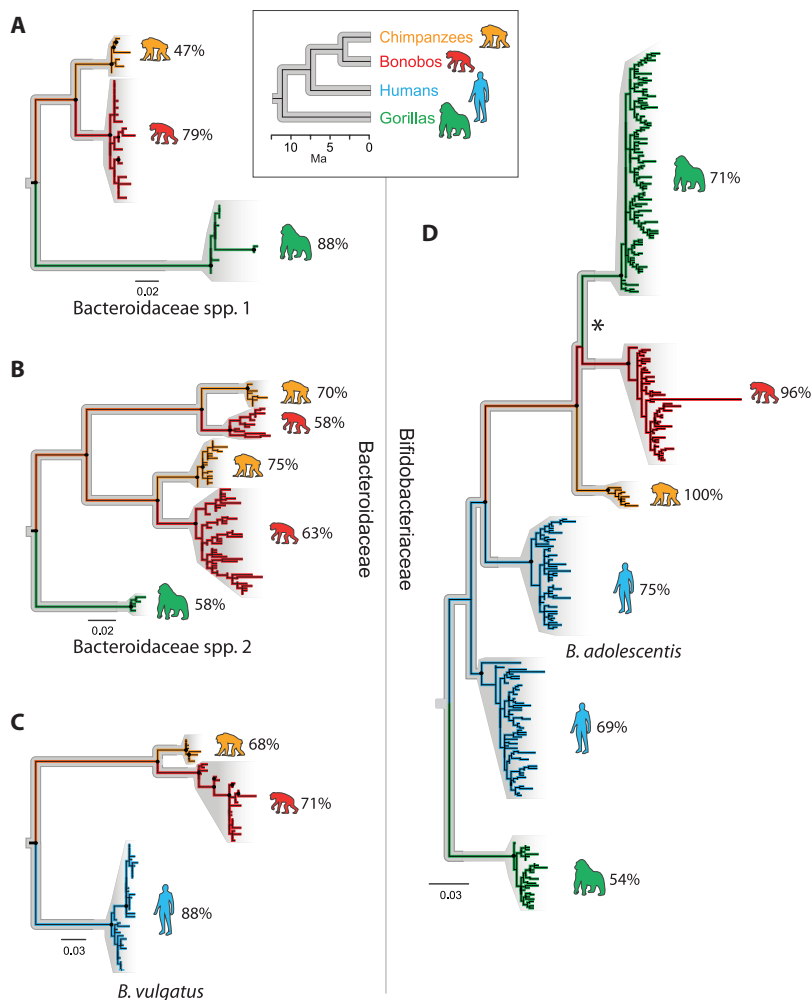 A
47%
79%
88%
0.02
Bacteroidaceae spp. 1
Chimpanzees
Bonobos
Humans
Gorillas
10
5
0
Ma
B
70%
58%
75%
63%
58%
0.02
Bacteroidaceae spp. 2
C
68%
71%
88%
0.03
B. vulgatus
Bacteroidaceae
Bifidobacteriaceae
D
71%
*
96%
100%
75%
B. adolescentis
69%
54%
0.03